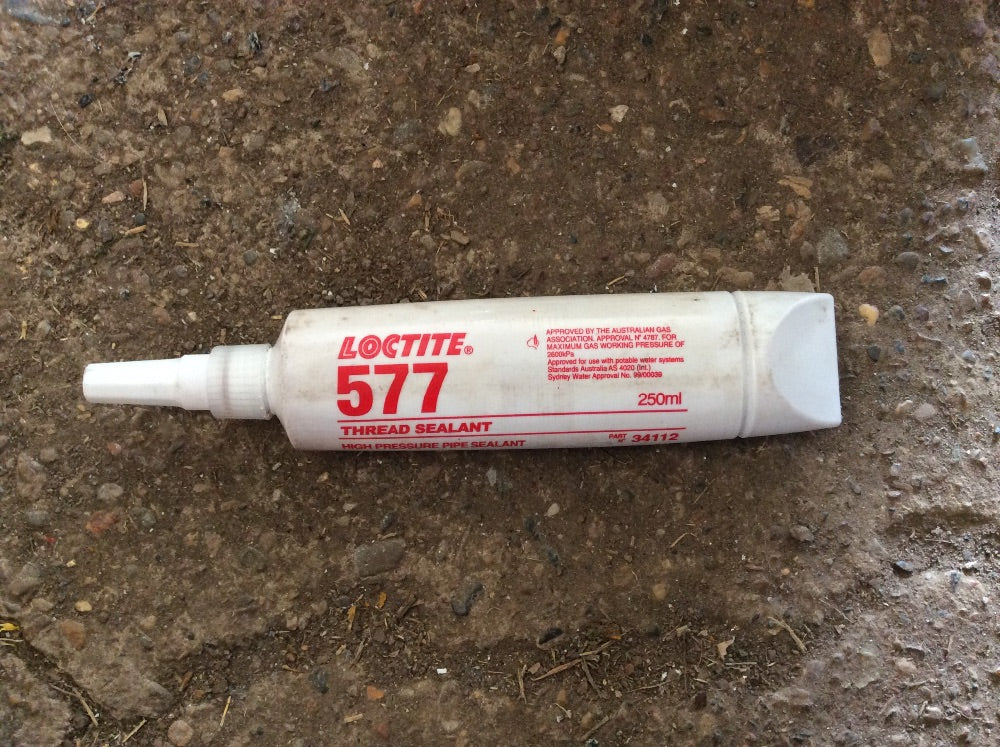 LOCTITE®
577
THREAD SEALANT
HIGH PRESSURE PIPE SEALANT
APPROVED BY THE AUSTRALIAN GAS
ASSOCIATION. APPROVAL N° 4767. FOR
MAXIMUM GAS WORKING PRESSURE OF
2600kPa
Approved for use with potable water systems
Standards Australia AS 4020 (Int.)
Sydney Water Approval No. 99/00039
250ml
PART
N° 34112